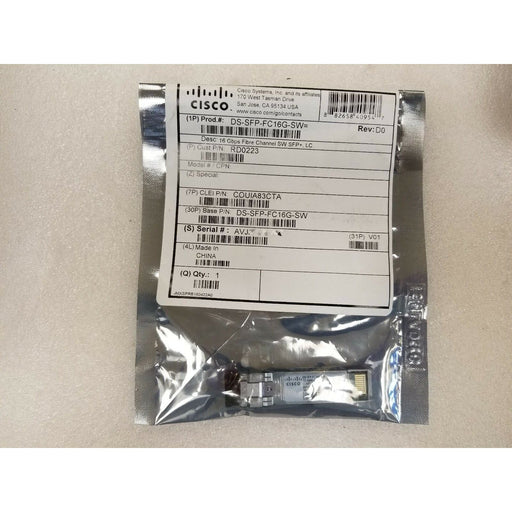 CISCO
Cisco Systems, Inc. and its affiliates
170 West Tasman Drive
San Jose, CA 95134 USA
www.cisco.com/go/contacts
(1P) Prod.#: DS-SFP-FC16G-SW=
Rev: D0
Desc: 16 Gbps Fibre Channel SW SFP+, LC
(P) Cust P/N: RD0223
Model # / CPN:
(Z) Special:
(7P) CLEI P/N: COUIA83CTA
(30P) Base P/N: DS-SFP-FC16G-SW
(S) Serial # : AVJ
(31P) V01
(4L) Made In
CHINA
(Q) Qty.: 1
CISCO